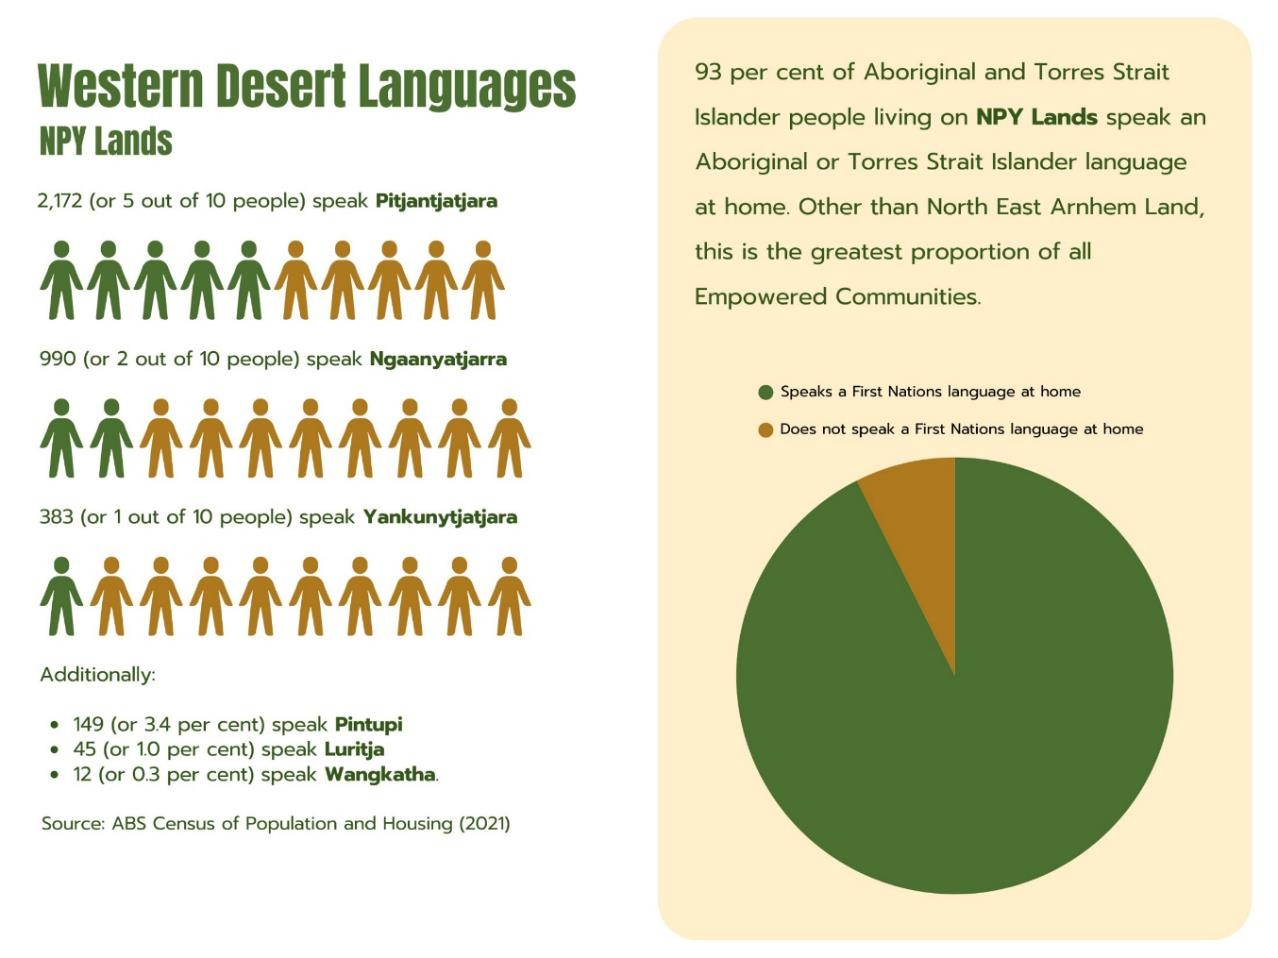 Western Desert Languages
NPY Lands
2,172 (or 5 out of 10 people) speak Pitjantjatjara
990 (or 2 out of 10 people) speak Ngaanyatjarra
383 (or 1 out of 10 people) speak Yankunytjatjara
Additionally:
• 149 (or 3.4 per cent) speak Pintupi
• 45 (or 1.0 per cent) speak Luritja
• 12 (or 0.3 per cent) speak Wangkatha.
Source: ABS Census of Population and Housing (2021)
93 per cent of Aboriginal and Torres Strait
Islander people living on NPY Lands speak an
Aboriginal or Torres Strait Islander language
at home. Other than North East Arnhem Land,
this is the greatest proportion of all
Empowered Communities.
Speaks a First Nations language at home
Does not speak a First Nations language at home